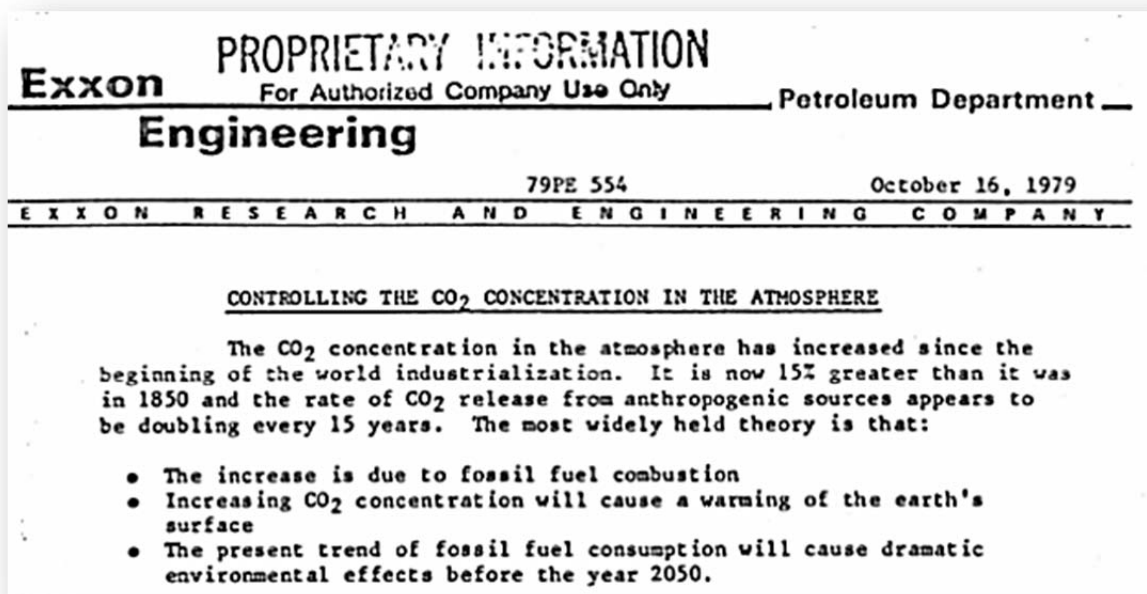 PROPRIETARY INFORMATION
Exxon For Authorized Company Use Only Petroleum Department
Engineering
79PE 554 October 16, 1979
EXXON RESEARCH AND ENGINEERING COMPANY
CONTROLLING THE CO2 CONCENTRATION IN THE ATMOSPHERE
The CO2 concentration in the atmosphere has increased since the
beginning of the world industrialization. It is now 15% greater than it was
in 1850 and the rate of CO2 release from anthropogenic sources appears to
be doubling every 15 years. The most widely held theory is that:
• The increase is due to fossil fuel combustion
• Increasing CO2 concentration will cause a warming of the earth's
surface
• The present trend of fossil fuel consumption will cause dramatic
environmental effects before the year 2050.